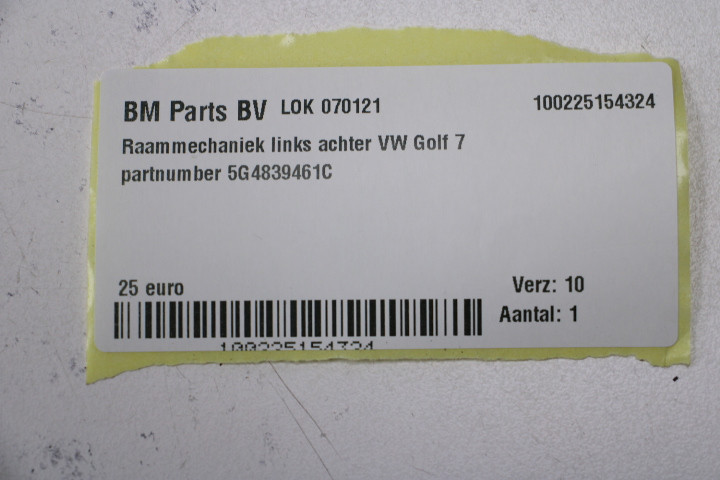 BM Parts BV LOK 070121 100225154324
Raammechaniek links achter VW Golf 7
partnumber 5G4839461C
25 euro Verz: 10
Aantal: 1
100225154324